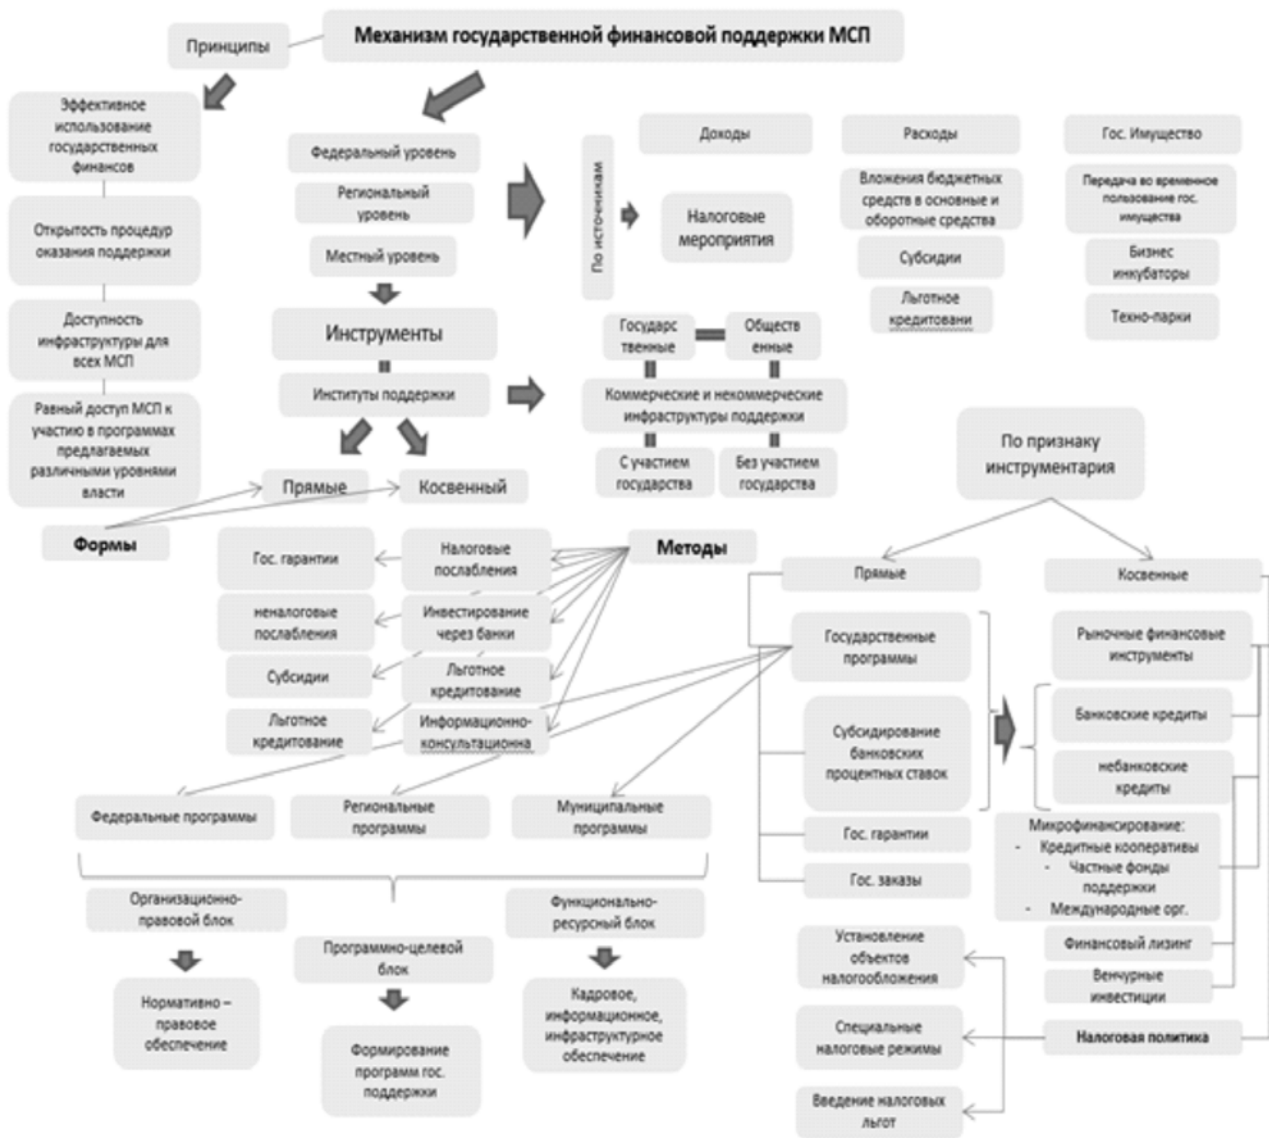 Механизм государственной финансовой поддержки МСП
Принципы
Эффективное
использование
государственных
финансов
Открытость процедур
оказания поддержки
Доступность
инфраструктуры для
всех МСП
Равный доступ МСП к
участию в программах
предлагаемых
различными уровнями
власти
Федеральный уровень
Региональный
уровень
Местный уровень
Инструменты
Институты поддержки
По источникам
Доходы
Налоговые
мероприятия
Расходы
Вложения бюджетных
средств в основные и
оборотные средства
Субсидии
Льготное
кредитовани
Гос. Имущество
Передача во временное
пользование гос.
имущества
Бизнес
инкубаторы
Техно-парки
Государс
твенные
Обществ
енные
Коммерческие и некоммерческие
инфраструктуры поддержки
С участием
государства
Без участием
государства
Прямые
Косвенный
Формы
Методы
Гос. гарантии
неналоговые
послабления
Субсидии
Льготное
кредитование
Налоговые
послабления
Инвестирование
через банки
Льготное
кредитование
Информационно-
консультационна
Федеральные программы
Региональные
программы
Муниципальные
программы
Организационно-
правовой блок
Программно-целевой
блок
Функционально-
ресурсный блок
Нормативно –
правовое
обеспечение
Формирование
программ гос.
поддержки
Кадровое,
информационное,
инфраструктурное
обеспечение
По признаку
инструментария
Прямые
Государственные
программы
Субсидирование
банковских
процентных ставок
Гос. гарантии
Гос. заказы
Косвенные
Рыночные финансовые
инструменты
Банковские кредиты
небанковские
кредиты
Микрофинансирование:
- Кредитные кооперативы
- Частные фонды
поддержки
- Международные орг.
Финансовый лизинг
Венчурные
инвестиции
Налоговая политика
Установление
объектов
налогообложения
Специальные
налоговые режимы
Введение налоговых
льгот